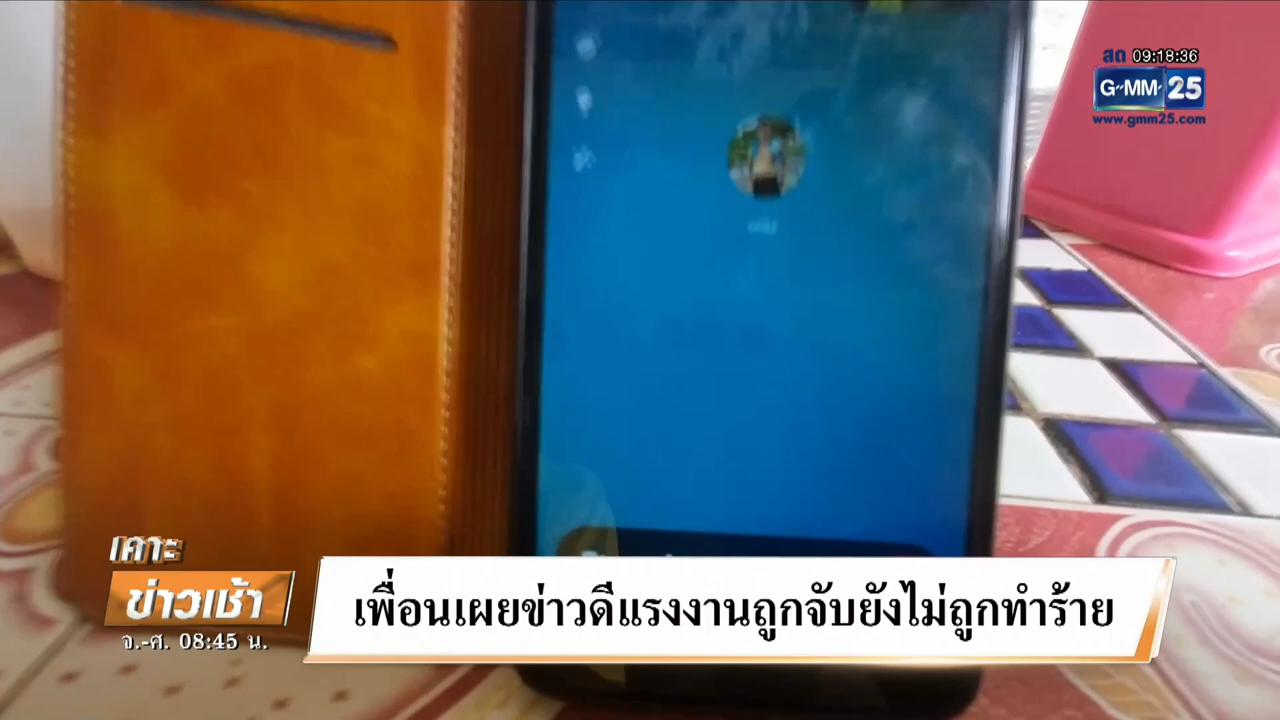 สด 09:18:36
GMM 25
www.gmm25.com
เคาะ
ข่าวเช้า
จ.-ศ. 08:45 น.
เพื่อนเผยข่าวดีแรงงานถูกจับยังไม่ถูกทำร้าย